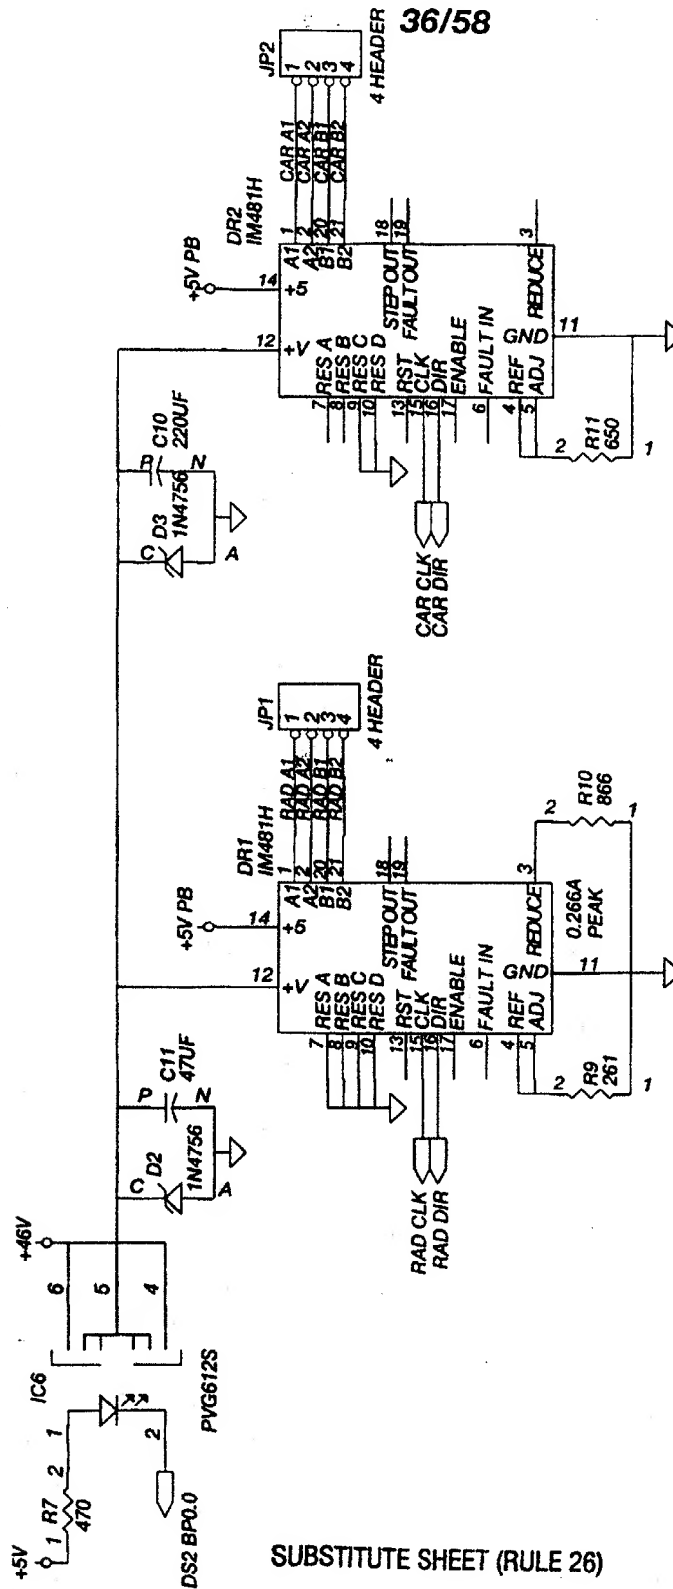 36/58
+5V
1
R7
2
470
1
2
DS2 BP0.0
IC6
PVG612S
+46V
6
5
4
C
D2
1N4756
A
P
C11
47UF
N
12
14
+5V PB
DR1
IM481H
+V
+5
1
2
20
21
A1
A2
B1
B2
RAD A1
RAD A2
RAD B1
RAD B2
JP1
1
2
3
4
4 HEADER
7
8
9
10
RES A
RES B
RES C
RES D
13
15
16
17
RST
CLK
DIR
ENABLE
18
19
STEP OUT
FAULT OUT
6
FAULT IN
4
5
REF
ADJ
GND
11
REDUCE
3
RAD CLK
RAD DIR
2
R9
261
1
0.266A
PEAK
2
R10
866
1
C
D3
1N4756
A
P
C10
220UF
N
12
14
+5V PB
DR2
IM481H
+V
+5
1
2
20
21
A1
A2
B1
B2
CAR A1
CAR A2
CAR B1
CAR B2
JP2
1
2
3
4
4 HEADER
7
8
9
10
RES A
RES B
RES C
RES D
13
15
16
17
RST
CLK
DIR
ENABLE
18
19
STEP OUT
FAULT OUT
6
FAULT IN
4
5
REF
ADJ
GND
11
REDUCE
3
CAR CLK
CAR DIR
2
R11
650
1
SUBSTITUTE SHEET (RULE 26)